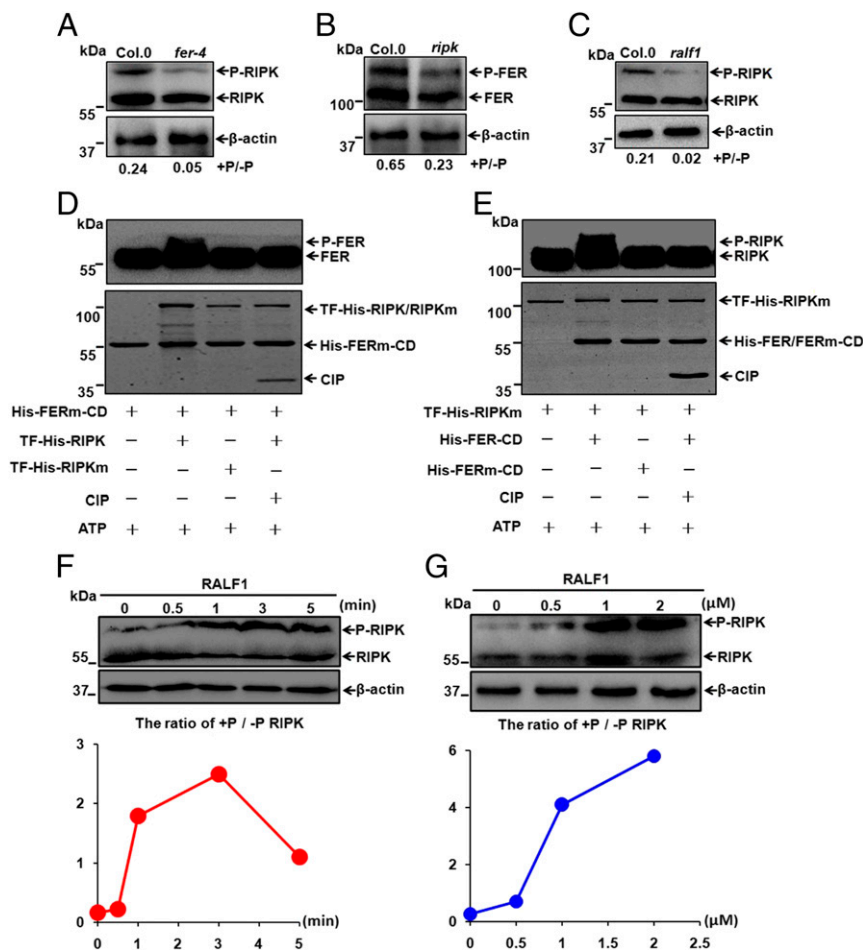 A
kDa Col.0 fer-4
P-RIPK
RIPK
55
β-actin
37
0.24 0.05 +P/-P
B
kDa Col.0 ripk
P-FER
100 FER
β-actin
37
0.65 0.23 +P/-P
C
kDa Col.0 ralf1
P-RIPK
RIPK
55
β-actin
37
0.21 0.02 +P/-P
D
kDa
P-FER
FER
55
TF-His-RIPK/RIPKm
100
His-FERm-CD
55
CIP
35
His-FERm-CD + + + +
TF-His-RIPK − + − +
TF-His-RIPKm − − + −
CIP − − − +
ATP + + + +
E
kDa
P-RIPK
RIPK
100
TF-His-RIPKm
100
His-FER/FERm-CD
55
CIP
35
TF-His-RIPKm + + + +
His-FER-CD − + − +
His-FERm-CD − − + −
CIP − − − +
ATP + + + +
F
RALF1
kDa 0 0.5 1 3 5 (min)
P-RIPK
55 RIPK
37 β-actin
The ratio of +P / -P RIPK
3
2
1
0
0 1 3 5 (min)
G
RALF1
kDa 0 0.5 1 2 (μM)
P-RIPK
55 RIPK
37 β-actin
The ratio of +P / -P RIPK
6
4
2
0
0 0.5 1 1.5 2 2.5 (μM)